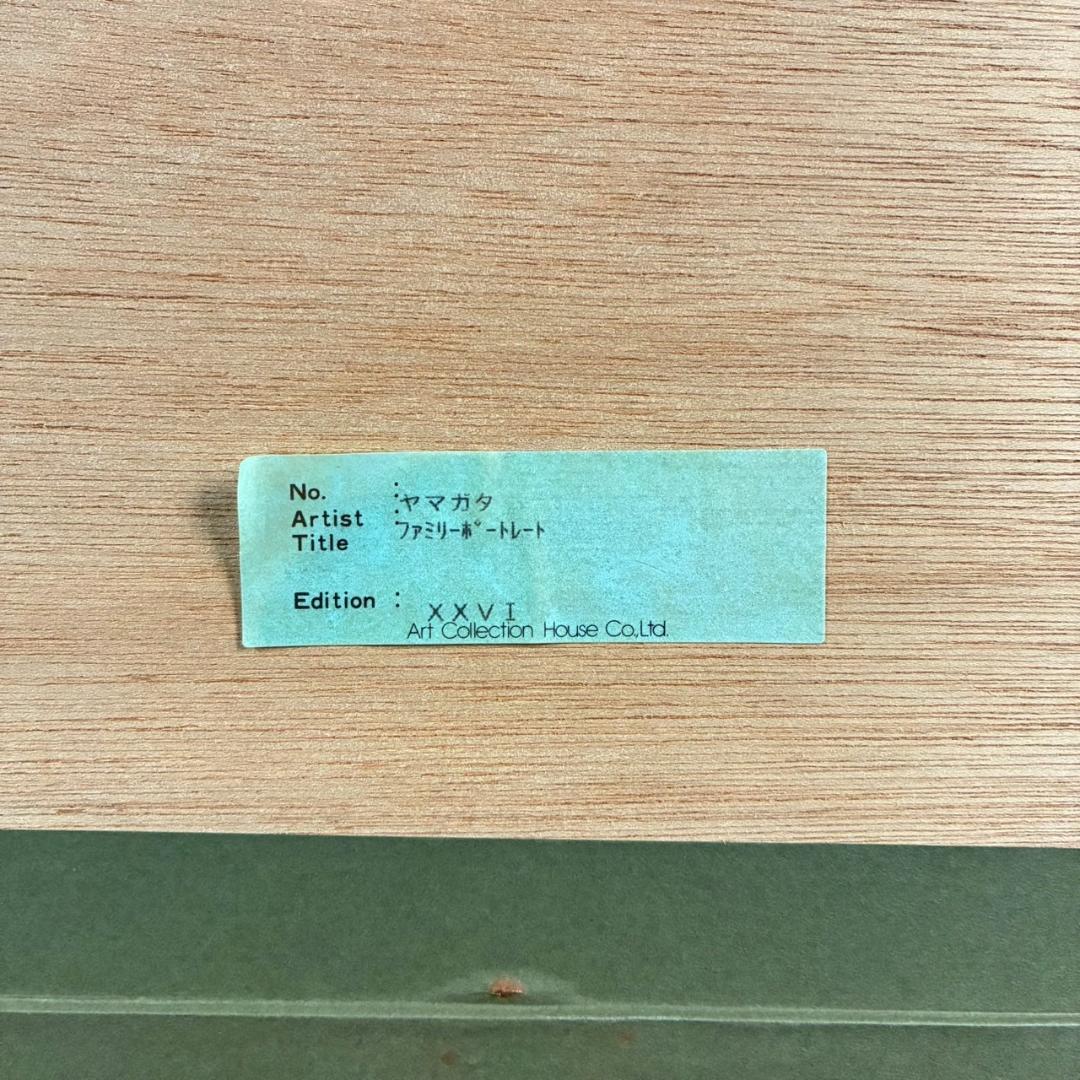 No. :
Artist : ヤマガタ
Title : ファミリーポートレート
Edition : XXVI
Art Collection House Co.,Ltd.